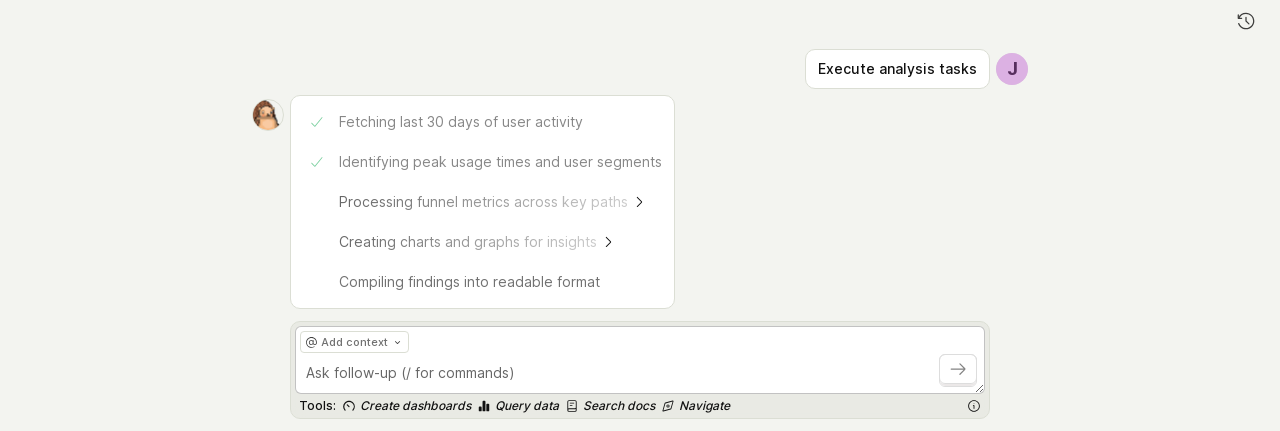 Execute analysis tasks
J
Fetching last 30 days of user activity
Identifying peak usage times and user segments
Processing funnel metrics across key paths
Creating charts and graphs for insights
Compiling findings into readable format
@ Add context
Ask follow-up (/ for commands)
Tools: Create dashboards Query data Search docs Navigate